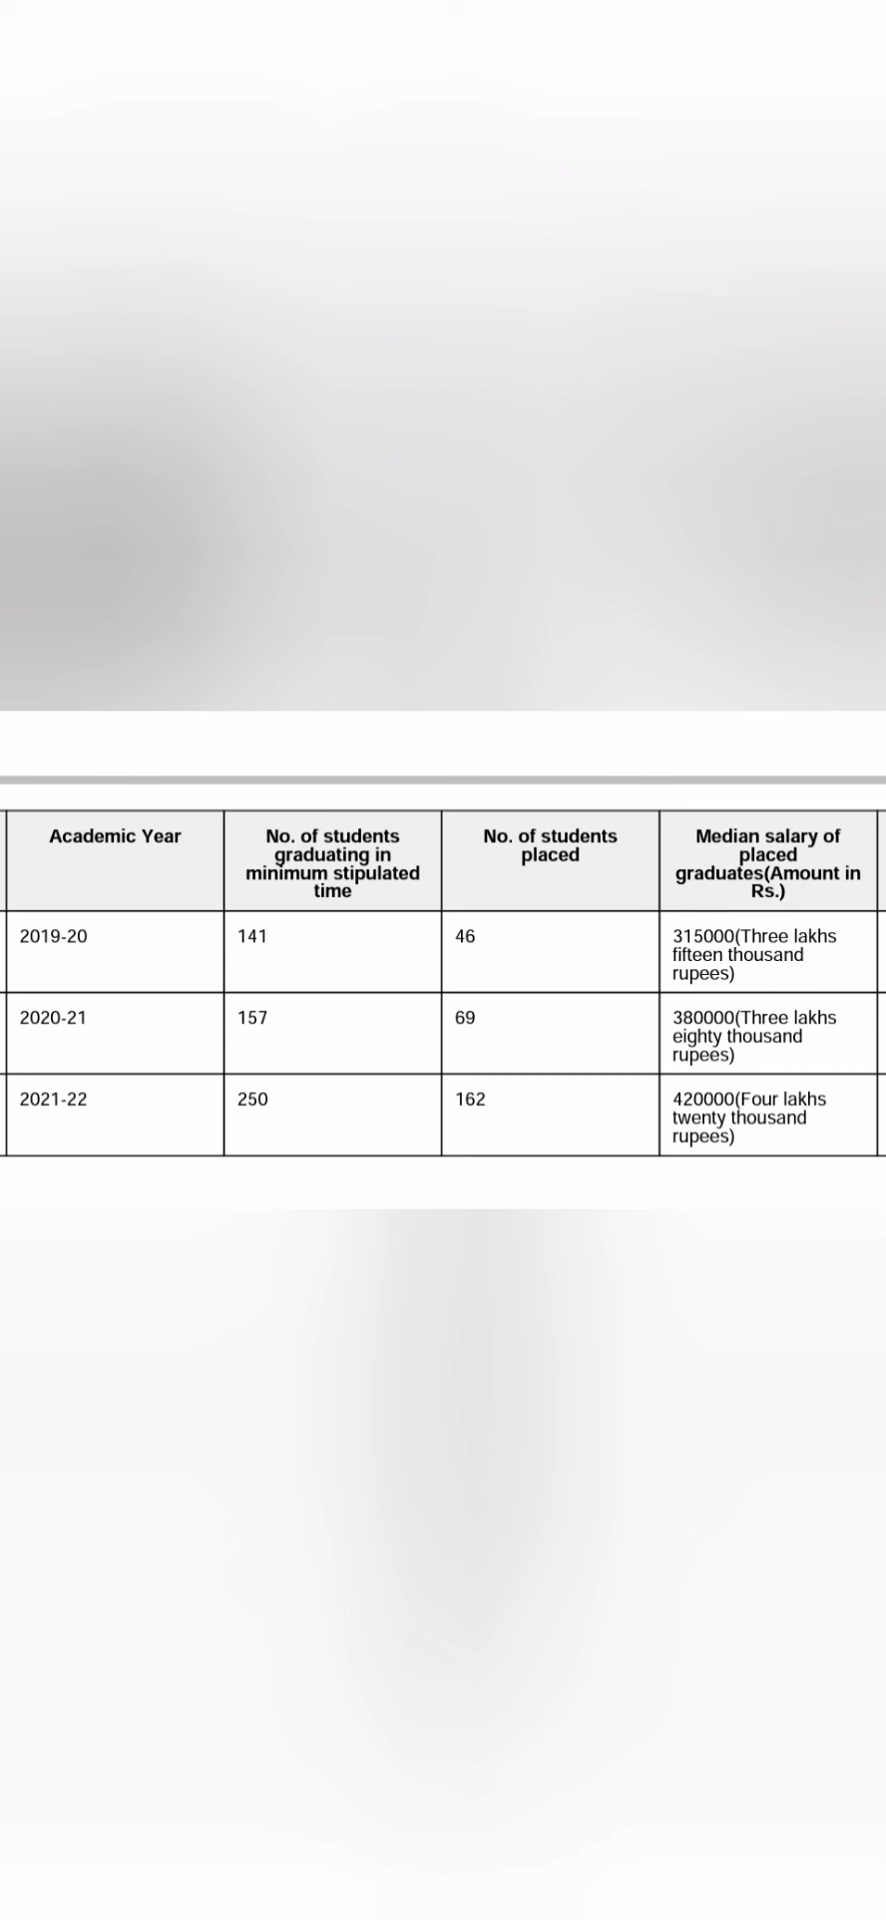 Academic Year
No. of students
graduating in
minimum stipulated
time
No. of students
placed
Median salary of
placed
graduates(Amount in
Rs.)
2019-20
141
46
315000(Three lakhs
fifteen thousand
rupees)
2020-21
157
69
380000(Three lakhs
eighty thousand
rupees)
2021-22
250
162
420000(Four lakhs
twenty thousand
rupees)